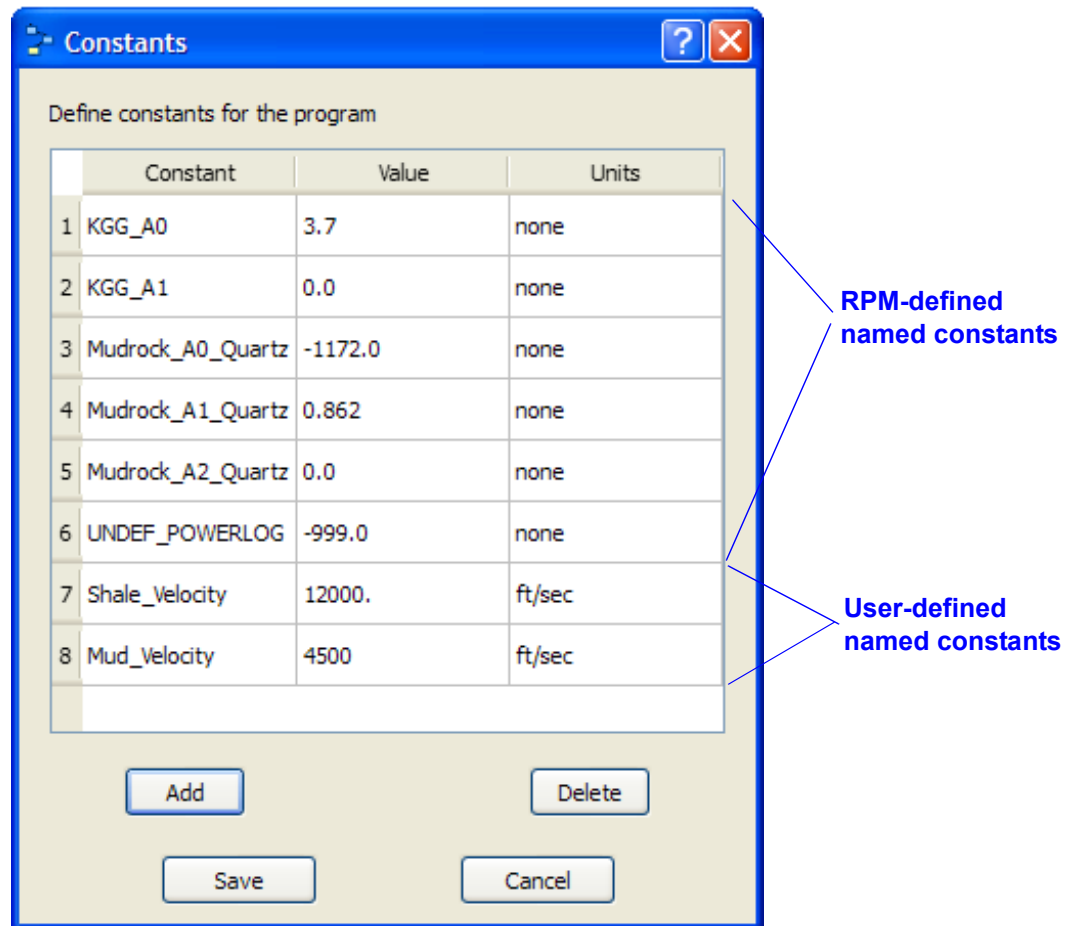 Constants
?
Define constants for the program
Constant Value Units
1 KGG_A0 3.7 none
2 KGG_A1 0.0 none
RPM-defined
named constants
3 Mudrock_A0_Quartz -1172.0 none
4 Mudrock_A1_Quartz 0.862 none
5 Mudrock_A2_Quartz 0.0 none
6 UNDEF_POWERLOG -999.0 none
7 Shale_Velocity 12000. ft/sec
User-defined
named constants
8 Mud_Velocity 4500 ft/sec
Add Delete
Save Cancel